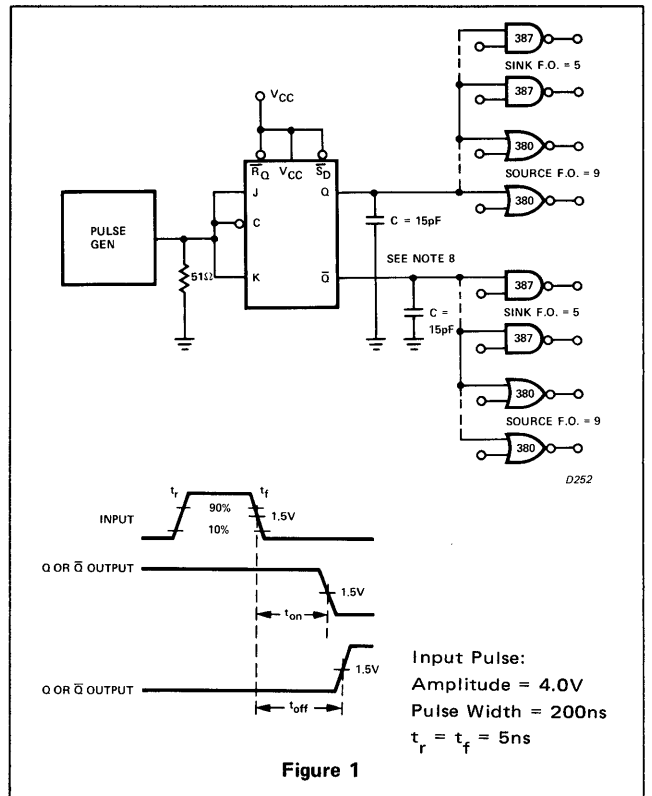 387
SINK F.O. = 5
387
380
SOURCE F.O. = 9
380
VCC
R̅Q VCC S̅D
J Q
C
K Q̅
PULSE
GEN
51Ω
C = 15pF
SEE NOTE 8
C =
15pF
387
SINK F.O. = 5
387
380
SOURCE F.O. = 9
380
D252
INPUT
tr
tf
90%
10%
1.5V
Q OR Q̅ OUTPUT
1.5V
ton
Q OR Q̅ OUTPUT
1.5V
toff
Input Pulse:
Amplitude = 4.0V
Pulse Width = 200ns
tr = tf = 5ns
Figure 1